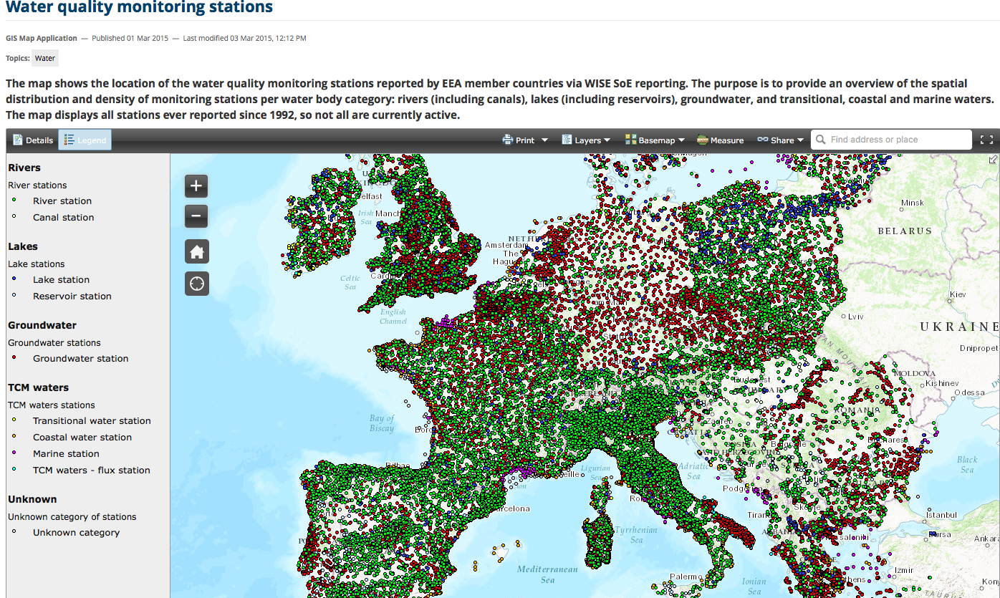 Water quality monitoring stations
GIS Map Application — Published 01 Mar 2015 — Last modified 03 Mar 2015, 12:12 PM
Topics: Water
The map shows the location of the water quality monitoring stations reported by EEA member countries via WISE SoE reporting. The purpose is to provide an overview of the spatial
distribution and density of monitoring stations per water body category: rivers (including canals), lakes (including reservoirs), groundwater, and transitional, coastal and marine waters.
The map displays all stations ever reported since 1992, so not all are currently active.
Details Legend Print Layers Basemap Measure Share Find address or place
Rivers
River stations
River station
Canal station
Lakes
Lake stations
Lake station
Reservoir station
Groundwater
Groundwater stations
Groundwater station
TCM waters
TCM waters stations
Transitional water station
Coastal water station
Marine station
TCM waters - flux station
Unknown
Unknown category of stations
Unknown category
Irish
Sea
Celtic
Sea
English
Channel
Amsterdam
The
Minsk
BELARUS
Kiev
Lviv
UKRAINE
Dnipropet
MOLDOVA
Kishinev
Odessa
ROMANIA
Bay of
Biscay
Ligurian
Sea
Adriatic
Sea
Black
Sea
Istanbul
Ankara
Tyrrhenian
Sea
Mediterranean
Sea
Palermo
Ionian
Sea
Izmir